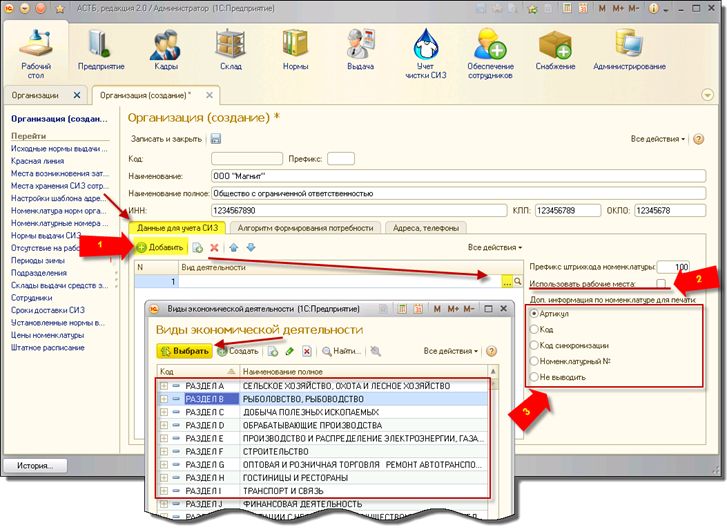 АСТБ, редакция 2.0 / Администратор (1С:Предприятие)
M M+ M-
Рабочий стол
Предприятие
Кадры
Склад
Нормы
Выдача
Учет чистки СИЗ
Обеспечение сотрудников
Снабжение
Администрирование
Организации
Организация (создание) *
Организация (создан...
Перейти
Исходные нормы выдачи ...
Красная линия
Места возникновения зат...
Места хранения СИЗ сотр...
Настройки шаблона адре...
Номенклатура норм орга...
Номенклатурные номера ...
Нормы выдачи СИЗ
Отсутствие на рабо
Периоды зимы
Подразделения
Склады выдачи средств з...
Сотрудники
Сроки доставки СИЗ
Установленные нормы в...
Цены номенклатуры
Штатное расписание
Организация (создание) *
Записать и закрыть
Все действия
Код:
Префикс:
Наименование: ООО "Магнит"
Наименование полное: Общество с ограниченной ответственностью
ИНН: 1234567890
КПП: 123456789
ОКПО: 12345678
Данные для учета СИЗ
Алгоритм формирования потребности
Адреса, телефоны
1
Добавить
Все действия
N Вид деятельности
1 ...
Префикс штрихкода номенклатуры: 100
2
Использовать рабочие места:
Доп. информация по номенклатуре для печати:
Артикул
Код
Код синхронизации
Номенклатурный №
Не выводить
3
Виды экономической деятельности (1С:Предприятие)
M M+ M-
Виды экономической деятельности
Выбрать
Создать
Найти...
Все действия
Код Наименование полное
РАЗДЕЛ A СЕЛЬСКОЕ ХОЗЯЙСТВО, ОХОТА И ЛЕСНОЕ ХОЗЯЙСТВО
РАЗДЕЛ B РЫБОЛОВСТВО, РЫБОВОДСТВО
РАЗДЕЛ C ДОБЫЧА ПОЛЕЗНЫХ ИСКОПАЕМЫХ
РАЗДЕЛ D ОБРАБАТЫВАЮЩИЕ ПРОИЗВОДСТВА
РАЗДЕЛ E ПРОИЗВОДСТВО И РАСПРЕДЕЛЕНИЕ ЭЛЕКТРОЭНЕРГИИ, ГАЗА...
РАЗДЕЛ F СТРОИТЕЛЬСТВО
РАЗДЕЛ G ОПТОВАЯ И РОЗНИЧНАЯ ТОРГОВЛЯ РЕМОНТ АВТОТРАНСПО...
РАЗДЕЛ H ГОСТИНИЦЫ И РЕСТОРАНЫ
РАЗДЕЛ I ТРАНСПОРТ И СВЯЗЬ
РАЗДЕЛ J ФИНАНСОВАЯ ДЕЯТЕЛЬНОСТЬ
История...